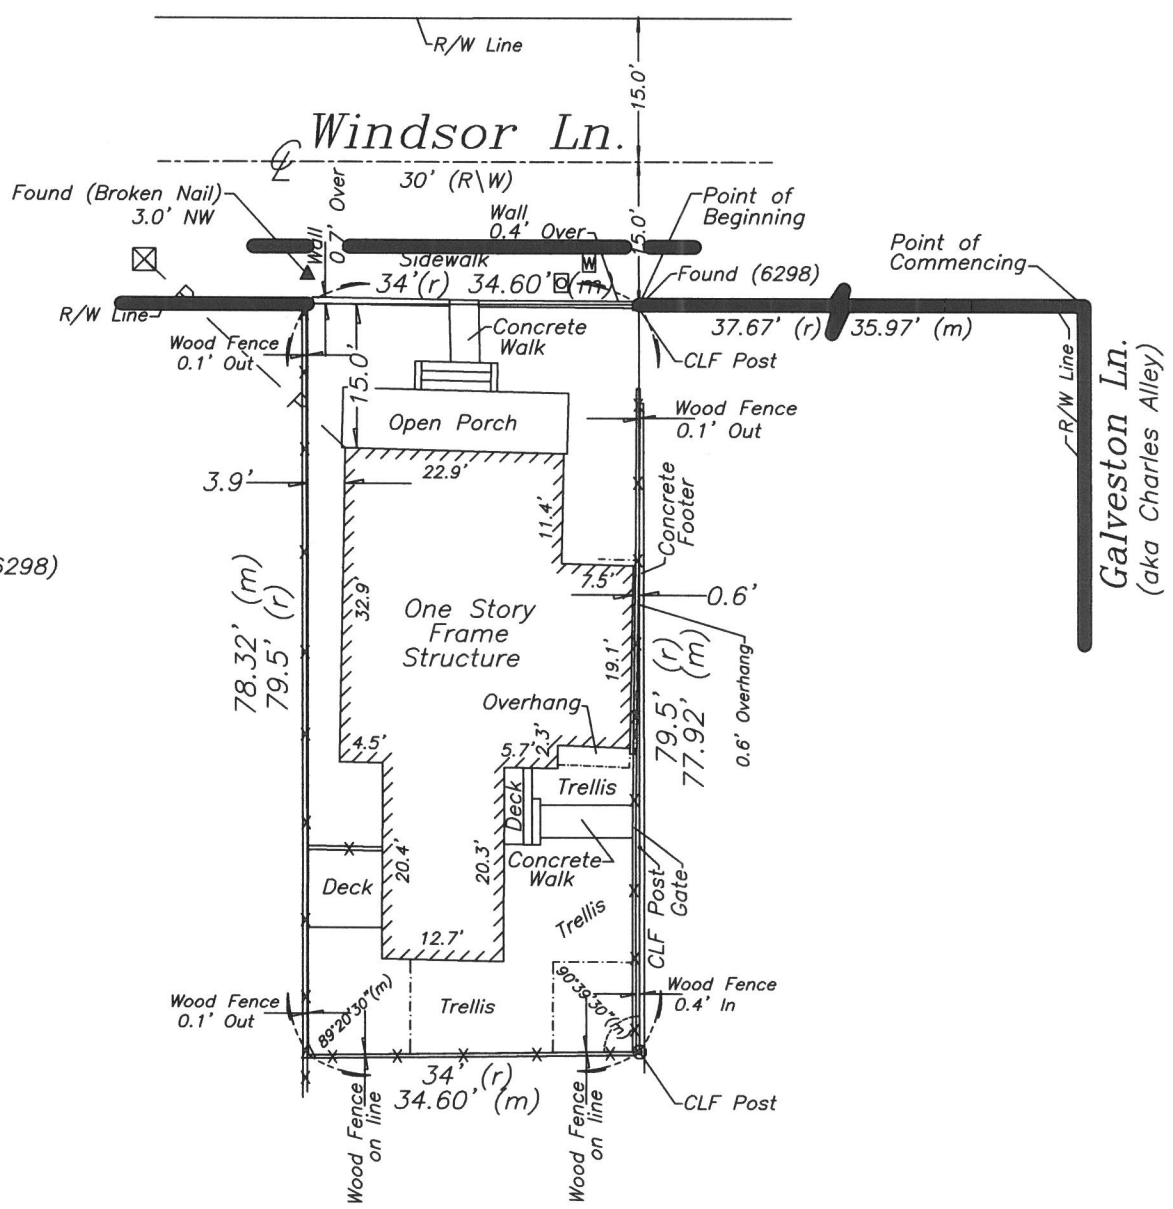 R/W Line
15.0'
Windsor Ln.
℄
30' (R\W)
Found (Broken Nail)
3.0' NW
Wall
0.7' Over
Wall
0.4' Over
15.0'
Point of
Beginning
Point of
Commencing
Sidewalk
W
34'(r) 34.60' (m)
Found (6298)
R/W Line
37.67' (r) 35.97' (m)
Wood Fence
0.1' Out
15.0'
Concrete
Walk
CLF Post
R/W Line
Galveston Ln.
(aka Charles Alley)
Open Porch
Wood Fence
0.1' Out
3.9'
22.9'
11.4'
Concrete
Footer
6298)
78.32' (m)
79.5' (r)
32.9'
One Story
Frame
Structure
7.5'
0.6'
19.1'
79.5' (r)
77.92' (m)
0.6' Overhang
Overhang
4.5'
5.7'
2.3'
Deck
Trellis
Concrete
Walk
20.4'
20.3'
Deck
Trellis
CLF Post
Gate
12.7'
Wood Fence
0.1' Out
89°20'30"(m)
Trellis
90°39'30"(m)
Wood Fence
0.4' In
34' (r)
34.60' (m)
Wood Fence
on line
Wood Fence
on line
CLF Post